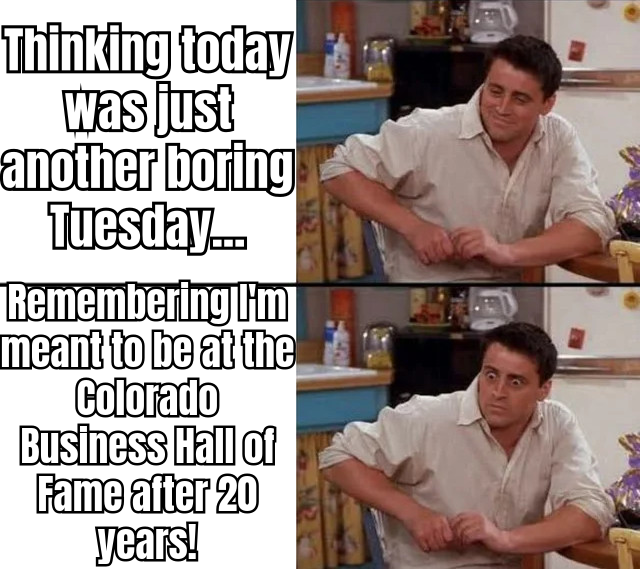 Thinking today
was just
another boring
Tuesday...
Remembering I'm
meant to be at the
Colorado
Business Hall of
Fame after 20
years!